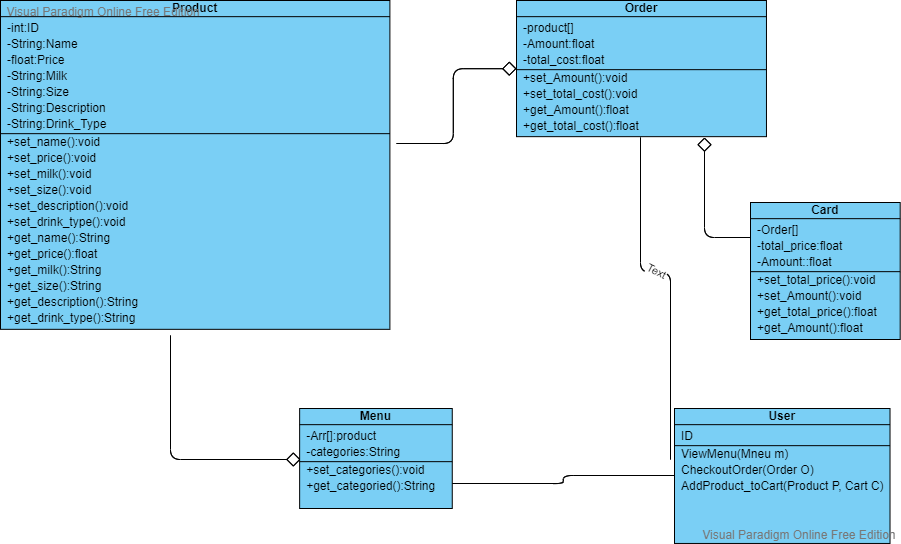 Product
Visual Paradigm Online Free Edition
-int:ID
-String:Name
-float:Price
-String:Milk
-String:Size
-String:Description
-String:Drink_Type
+set_name():void
+set_price():void
+set_milk():void
+set_size():void
+set_description():void
+set_drink_type():void
+get_name():String
+get_price():float
+get_milk():String
+get_size():String
+get_description():String
+get_drink_type():String
Order
-product[]
-Amount:float
-total_cost:float
+set_Amount():void
+set_total_cost():void
+get_Amount():float
+get_total_cost():float
Card
-Order[]
-total_price:float
-Amount::float
+set_total_price():void
+set_Amount():void
+get_total_price():float
+get_Amount():float
Text
Menu
-Arr[]:product
-categories:String
+set_categories():void
+get_categoried():String
User
ID
ViewMenu(Mneu m)
CheckoutOrder(Order O)
AddProduct_toCart(Product P, Cart C)
Visual Paradigm Online Free Edition